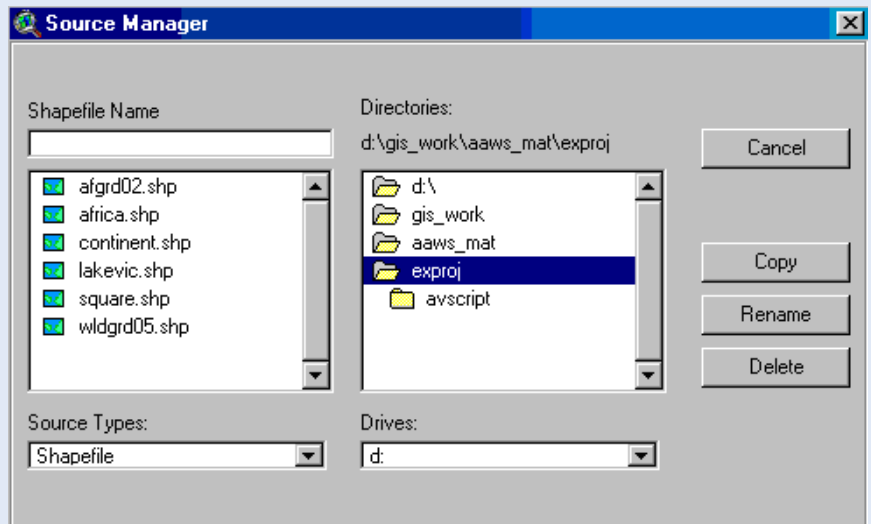 Source Manager
Shapefile Name
afgrd02.shp
africa.shp
continent.shp
lakevic.shp
square.shp
wldgrd05.shp
Source Types:
Shapefile
Directories:
d:\gis_work\aaws_mat\exproj
d:\
gis_work
aaws_mat
exproj
avscript
Drives:
d:
Cancel
Copy
Rename
Delete